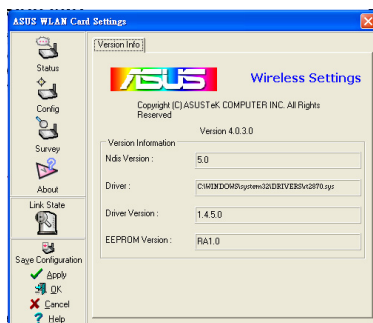 ASUS WLAN Card Settings
Status
Config
Survey
About
Link State
Save Configuration
Apply
OK
Cancel
Help
Version Info
ASUS
Wireless Settings
Copyright (C) ASUSTeK COMPUTER INC. All Rights
Reserved
Version 4.0.3.0
Version Information
Ndis Version :
5.0
Driver :
C:\WINDOWS\system32\DRIVERS\rt2870.sys
Driver Version :
1.4.5.0
EEPROM Version :
RA1.0